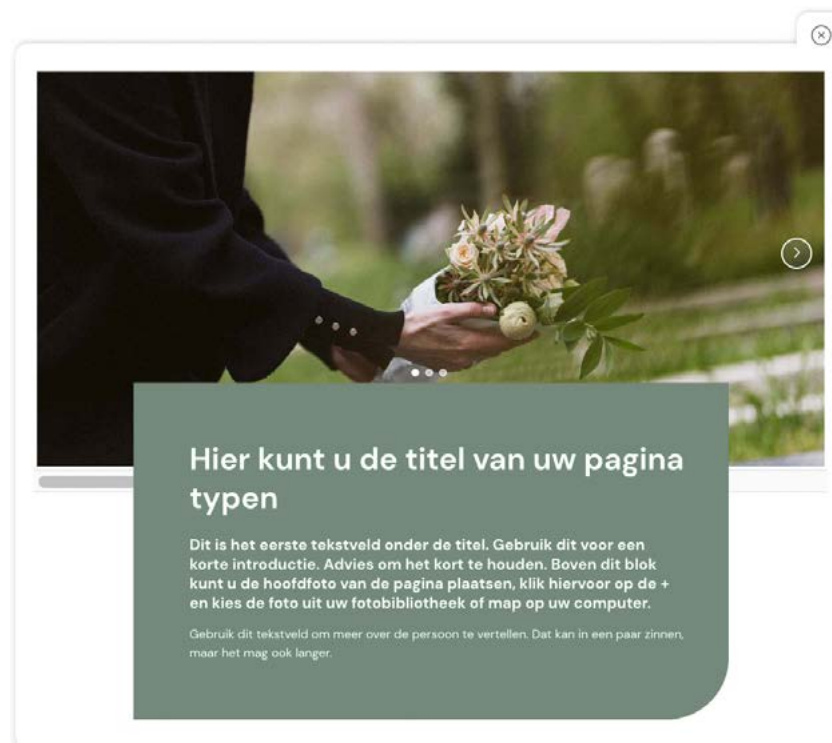 Hier kunt u de titel van uw pagina
typen
Dit is het eerste tekstveld onder de titel. Gebruik dit voor een
korte introductie. Advies om het kort te houden. Boven dit blok
kunt u de hoofdfoto van de pagina plaatsen, klik hiervoor op de +
en kies de foto uit uw fotobibliotheek of map op uw computer.
Gebruik dit tekstveld om meer over de persoon te vertellen. Dat kan in een paar zinnen,
maar het mag ook langer.